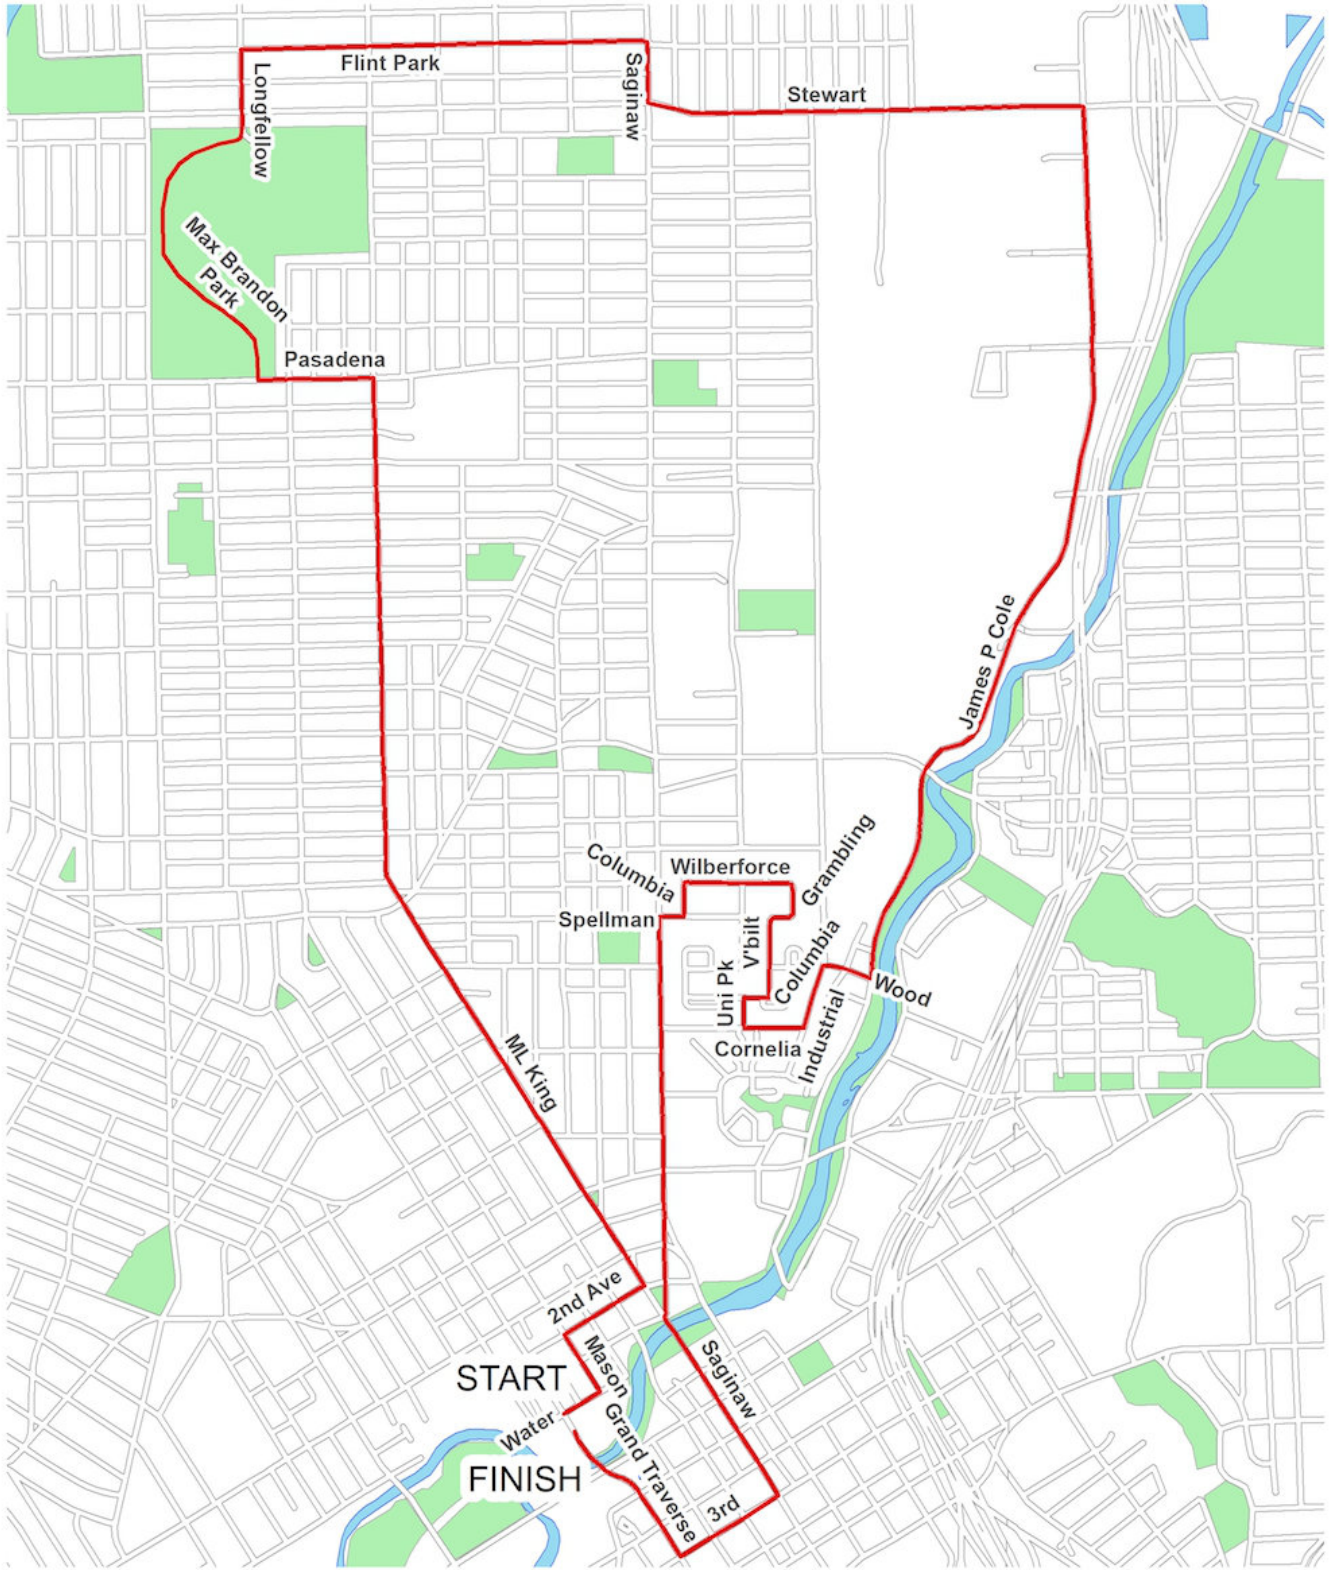 Flint Park
Longfellow
Saginaw
Stewart
Max Brandon
Park
Pasadena
James P Cole
Grambling
Columbia
Wilberforce
Spellman
V'bilt
Columbia
Uni Pk
Wood
Industrial
Cornelia
ML King
2nd Ave
Mason
START
Saginaw
Water
Grand Traverse
FINISH
3rd